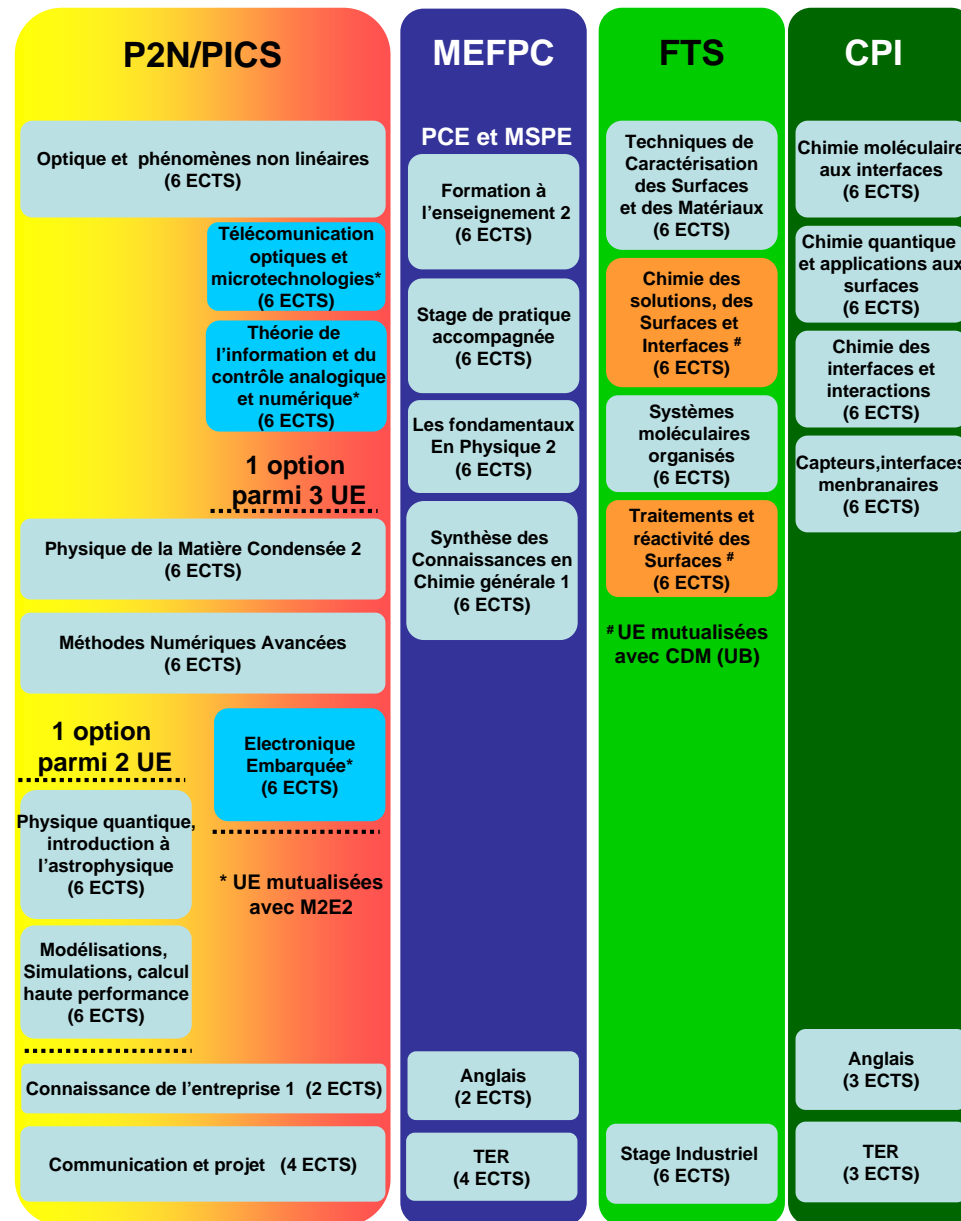 P2N/PICS
Optique et phénomènes non linéaires
(6 ECTS)
Télécomunication
optiques et
microtechnologies*
(6 ECTS)
Théorie de
l'information et du
contrôle analogique
et numérique*
(6 ECTS)
1 option
parmi 3 UE
Physique de la Matière Condensée 2
(6 ECTS)
Méthodes Numériques Avancées
(6 ECTS)
1 option
parmi 2 UE
Electronique
Embarquée*
(6 ECTS)
Physique quantique,
introduction à
l'astrophysique
(6 ECTS)
* UE mutualisées
avec M2E2
Modélisations,
Simulations, calcul
haute performance
(6 ECTS)
Connaissance de l'entreprise 1 (2 ECTS)
Communication et projet (4 ECTS)
MEFPC
PCE et MSPE
Formation à
l'enseignement 2
(6 ECTS)
Stage de pratique
accompagnée
(6 ECTS)
Les fondamentaux
En Physique 2
(6 ECTS)
Synthèse des
Connaissances en
Chimie générale 1
(6 ECTS)
Anglais
(2 ECTS)
TER
(4 ECTS)
FTS
Techniques de
Caractérisation
des Surfaces
et des Matériaux
(6 ECTS)
Chimie des
solutions, des
Surfaces et
Interfaces #
(6 ECTS)
Systèmes
moléculaires
organisés
(6 ECTS)
Traitements et
réactivité des
Surfaces #
(6 ECTS)
# UE mutualisées
avec CDM (UB)
Stage Industriel
(6 ECTS)
CPI
Chimie moléculaire
aux interfaces
(6 ECTS)
Chimie quantique
et applications aux
surfaces
(6 ECTS)
Chimie des
interfaces et
interactions
(6 ECTS)
Capteurs,interfaces
menbranaires
(6 ECTS)
Anglais
(3 ECTS)
TER
(3 ECTS)